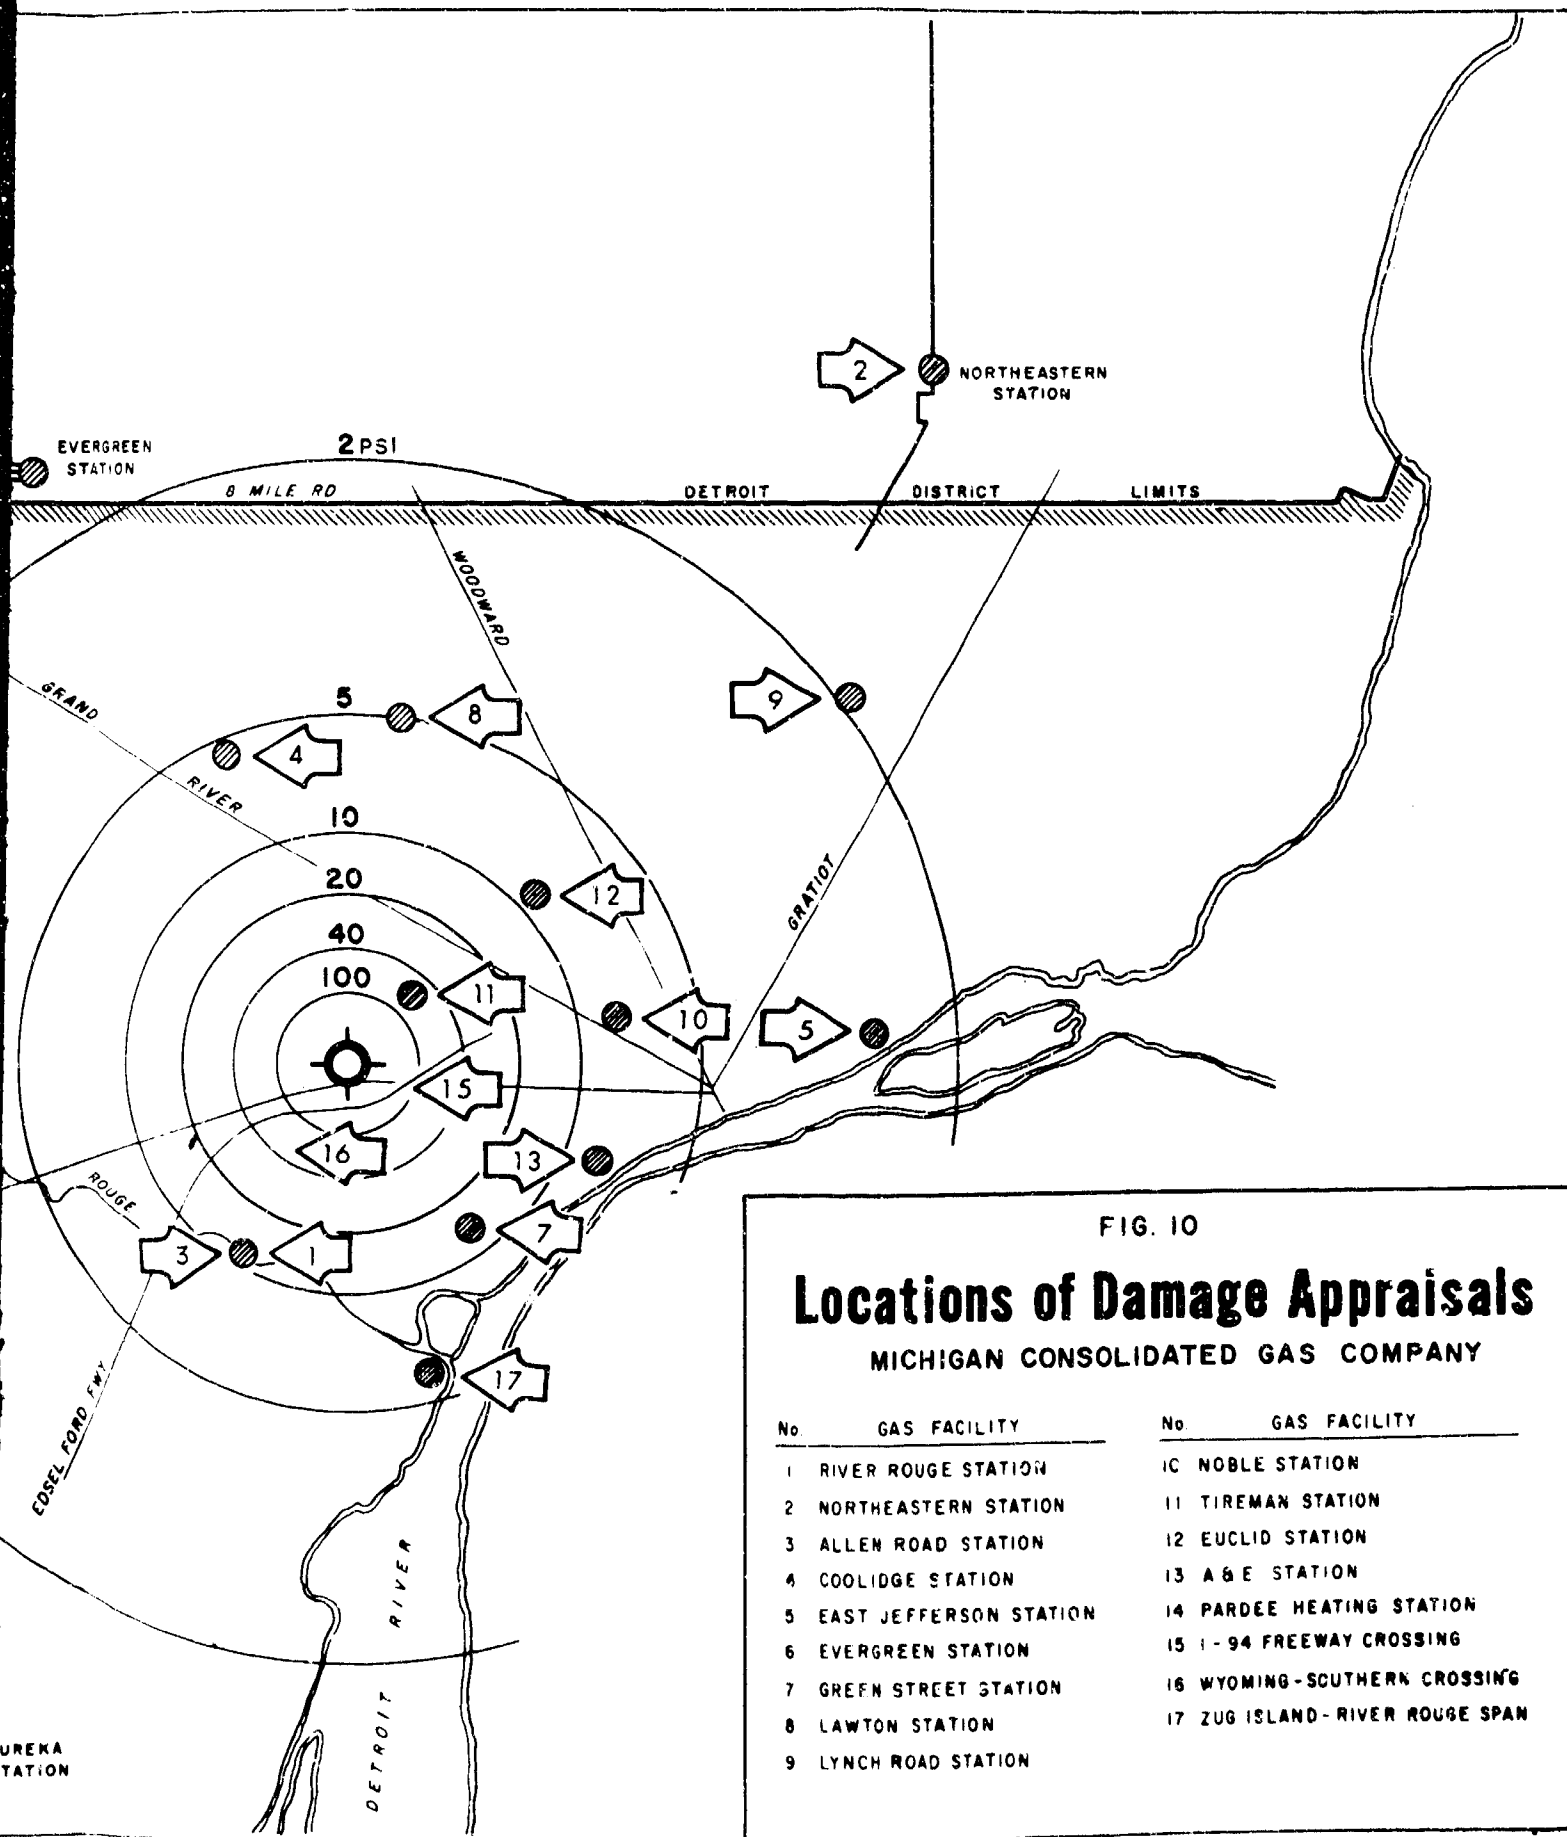 2
NORTHEASTERN
STATION
EVERGREEN
STATION
2 PSI
8 MILE RD
DETROIT DISTRICT LIMITS
WOODWARD
GRAND
RIVER
5
8
9
4
10
20
12
GRATIOT
40
100
11
10
5
15
16
13
ROUGE
7
3
1
17
EDSEL FORD FWY
DETROIT RIVER
UREKA
TATION
FIG. 10
Locations of Damage Appraisals
MICHIGAN CONSOLIDATED GAS COMPANY
No. GAS FACILITY
1 RIVER ROUGE STATION
2 NORTHEASTERN STATION
3 ALLEN ROAD STATION
4 COOLIDGE STATION
5 EAST JEFFERSON STATION
6 EVERGREEN STATION
7 GREEN STREET STATION
8 LAWTON STATION
9 LYNCH ROAD STATION
No. GAS FACILITY
10 NOBLE STATION
11 TIREMAN STATION
12 EUCLID STATION
13 A & E STATION
14 PARDEE HEATING STATION
15 I-94 FREEWAY CROSSING
16 WYOMING-SOUTHERN CROSSING
17 ZUG ISLAND-RIVER ROUGE SPAN